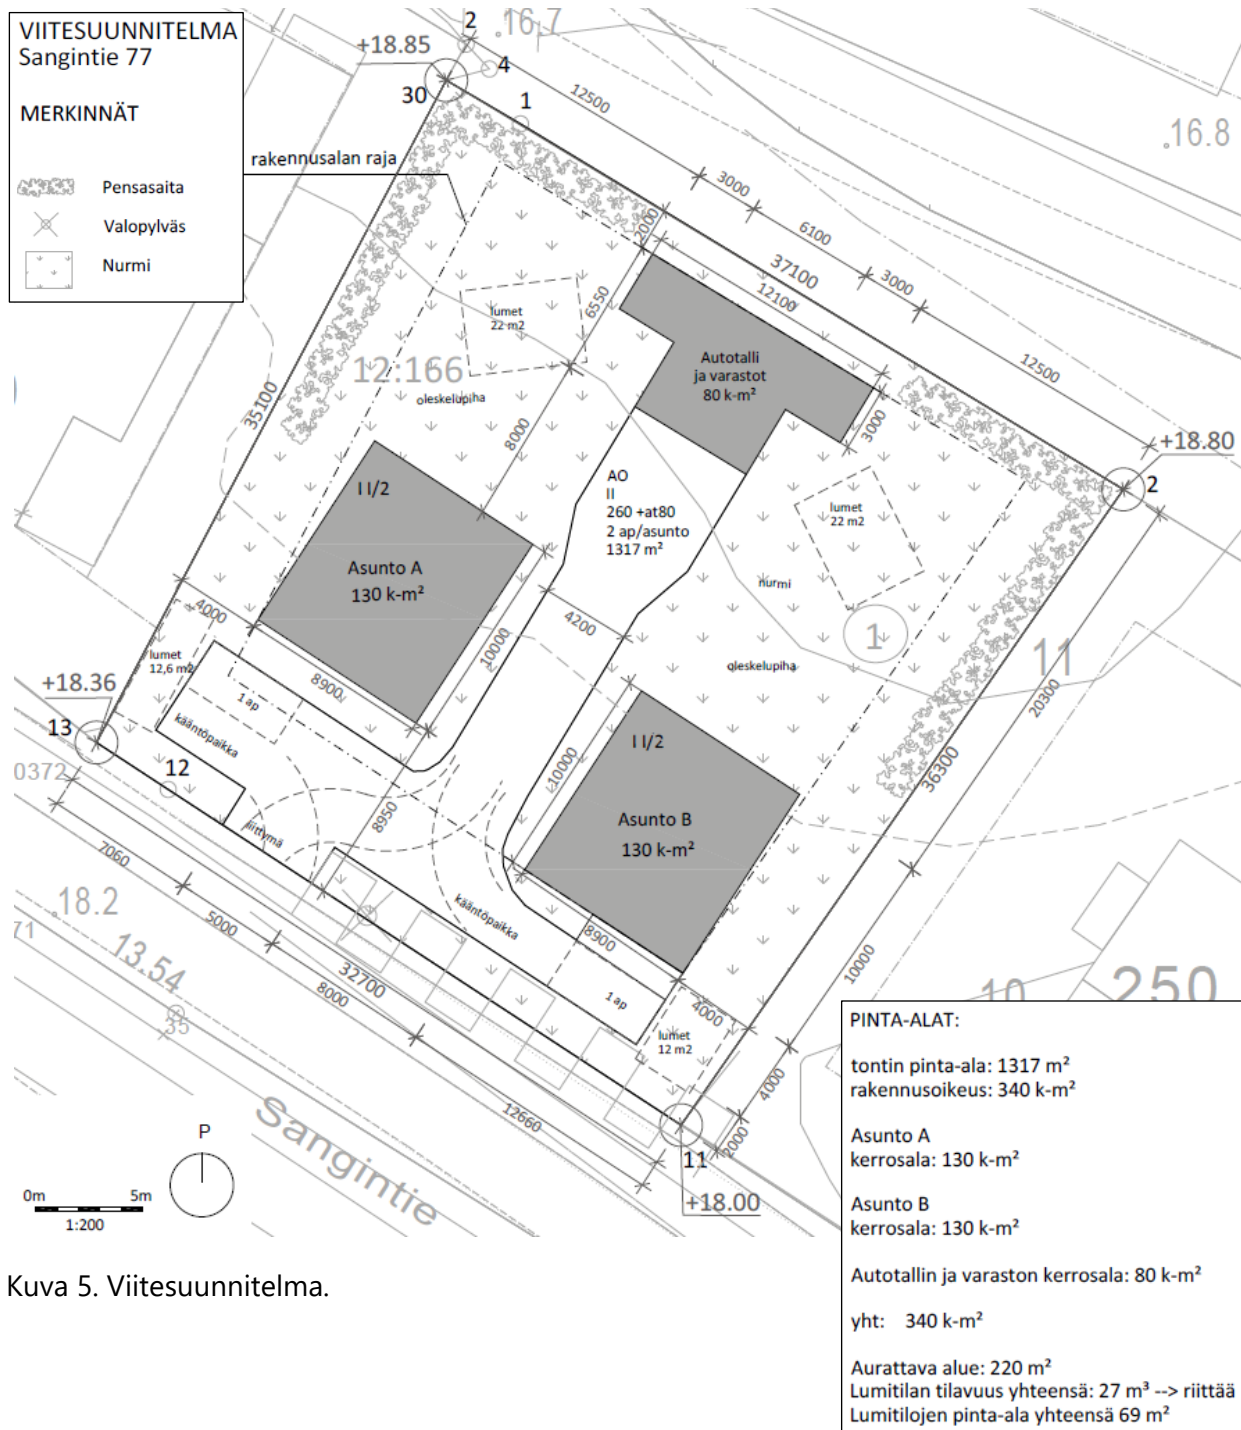 VIITESUUNNITELMA
Sangintie 77
MERKINNÄT
Pensasaita
Valopylväs
Nurmi
rakennusalan raja
+18.85
30
2
4
1
16.7
.16.8
12500
3000
6100
3000
12500
37100
12100
2000
6550
8000
35100
3000
lumet
22 m2
12:166
oleskelupiha
Autotalli
ja varastot
80 k-m²
+18.80
2
AO
II
260 +at80
2 ap/asunto
1317 m²
lumet
22 m2
nurmi
1
oleskelupiha
11
I I/2
Asunto A
130 k-m²
10000
8900
4200
4000
lumet
12,6 m2
+18.36
13
12
0372
1 ap
kääntöpaikka
liittymä
8950
I I/2
Asunto B
130 k-m²
10000
8900
20300
36300
10000
4000
2000
4000
kääntöpaikka
1 ap
lumet
12 m2
7060
5000
8000
32700
12660
.18.2
71
13.54
35
Sangintie
10
250
11
+18.00
P
0m 5m
1:200
PINTA-ALAT:
tontin pinta-ala: 1317 m²
rakennusoikeus: 340 k-m²
Asunto A
kerrosala: 130 k-m²
Asunto B
kerrosala: 130 k-m²
Autotallin ja varaston kerrosala: 80 k-m²
yht: 340 k-m²
Aurattava alue: 220 m²
Lumitilan tilavuus yhteensä: 27 m³ --> riittää
Lumitilojen pinta-ala yhteensä 69 m²
Kuva 5. Viitesuunnitelma.